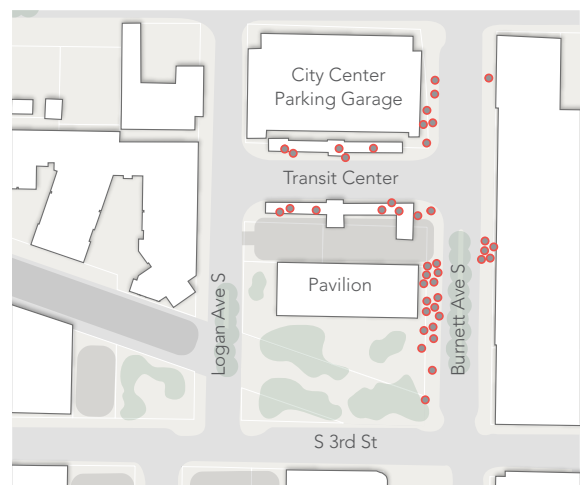 City Center
Parking Garage
Transit Center
Pavilion
Logan Ave S
Burnett Ave S
S 3rd St